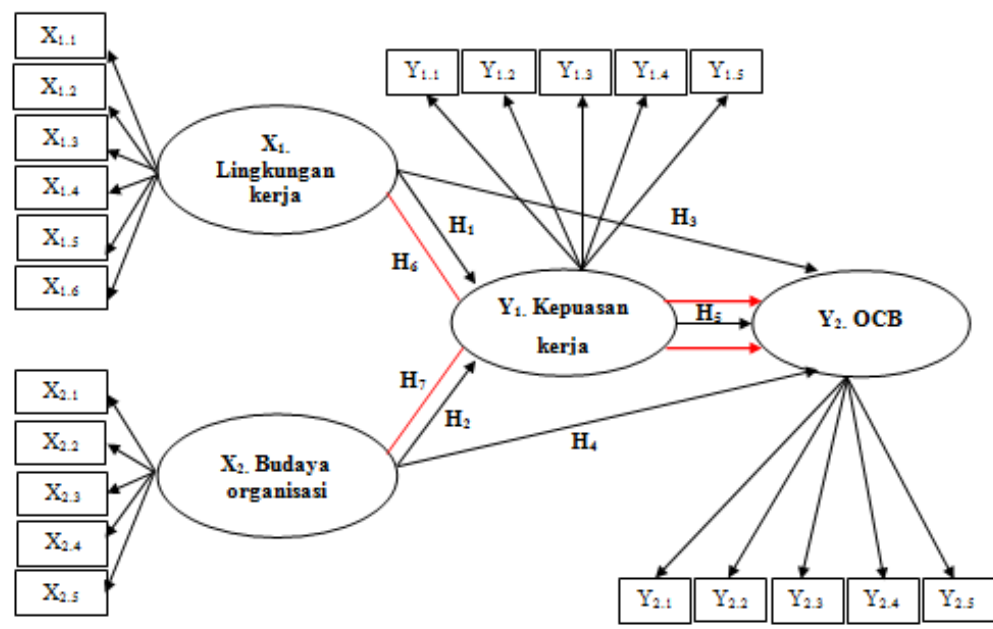 X1.1
X1.2
X1.3
X1.4
X1.5
X1.6
X1.
Lingkungan
kerja
Y1.1
Y1.2
Y1.3
Y1.4
Y1.5
H1
H6
H3
Y1. Kepuasan
kerja
H5
Y2. OCB
H7
H2
H4
X2.1
X2.2
X2.3
X2.4
X2.5
X2. Budaya
organisasi
Y2.1
Y2.2
Y2.3
Y2.4
Y2.5